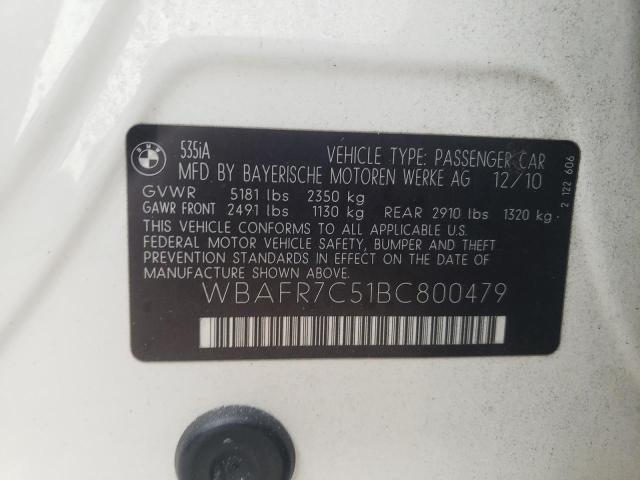 BMW
535iA VEHICLE TYPE: PASSENGER CAR
MFD. BY BAYERISCHE MOTOREN WERKE AG 12/10
GVWR 5181 lbs 2350 kg
GAWR FRONT 2491 lbs 1130 kg REAR 2910 lbs 1320 kg
THIS VEHICLE CONFORMS TO ALL APPLICABLE U.S.
FEDERAL MOTOR VEHICLE SAFETY, BUMPER AND THEFT
PREVENTION STANDARDS IN EFFECT ON THE DATE OF
MANUFACTURE SHOWN ABOVE.
WBAFR7C51BC800479
2 122 606